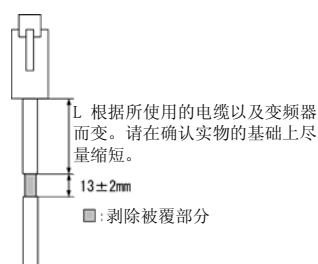 L 根据所使用的电缆以及变频器
而变。请在确认实物的基础上尽
量缩短。
13±2mm
:剥除被覆部分